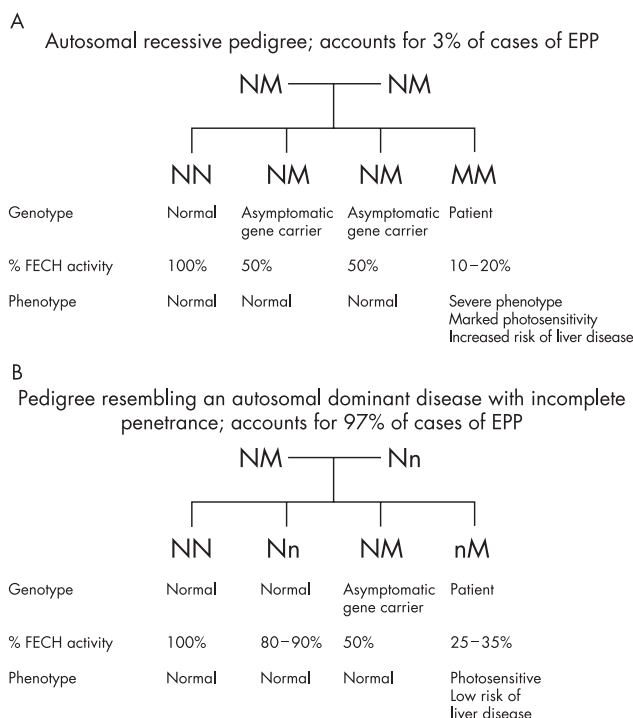 A
Autosomal recessive pedigree; accounts for 3% of cases of EPP
NM NM
NN NM NM MM
Genotype Normal Asymptomatic gene carrier Asymptomatic gene carrier Patient
% FECH activity 100% 50% 50% 10–20%
Phenotype Normal Normal Normal Severe phenotype
Marked photosensitivity
Increased risk of liver disease
B
Pedigree resembling an autosomal dominant disease with incomplete
penetrance; accounts for 97% of cases of EPP
NM Nn
NN Nn NM nM
Genotype Normal Normal Asymptomatic gene carrier Patient
% FECH activity 100% 80–90% 50% 25–35%
Phenotype Normal Normal Normal Photosensitive
Low risk of
liver disease